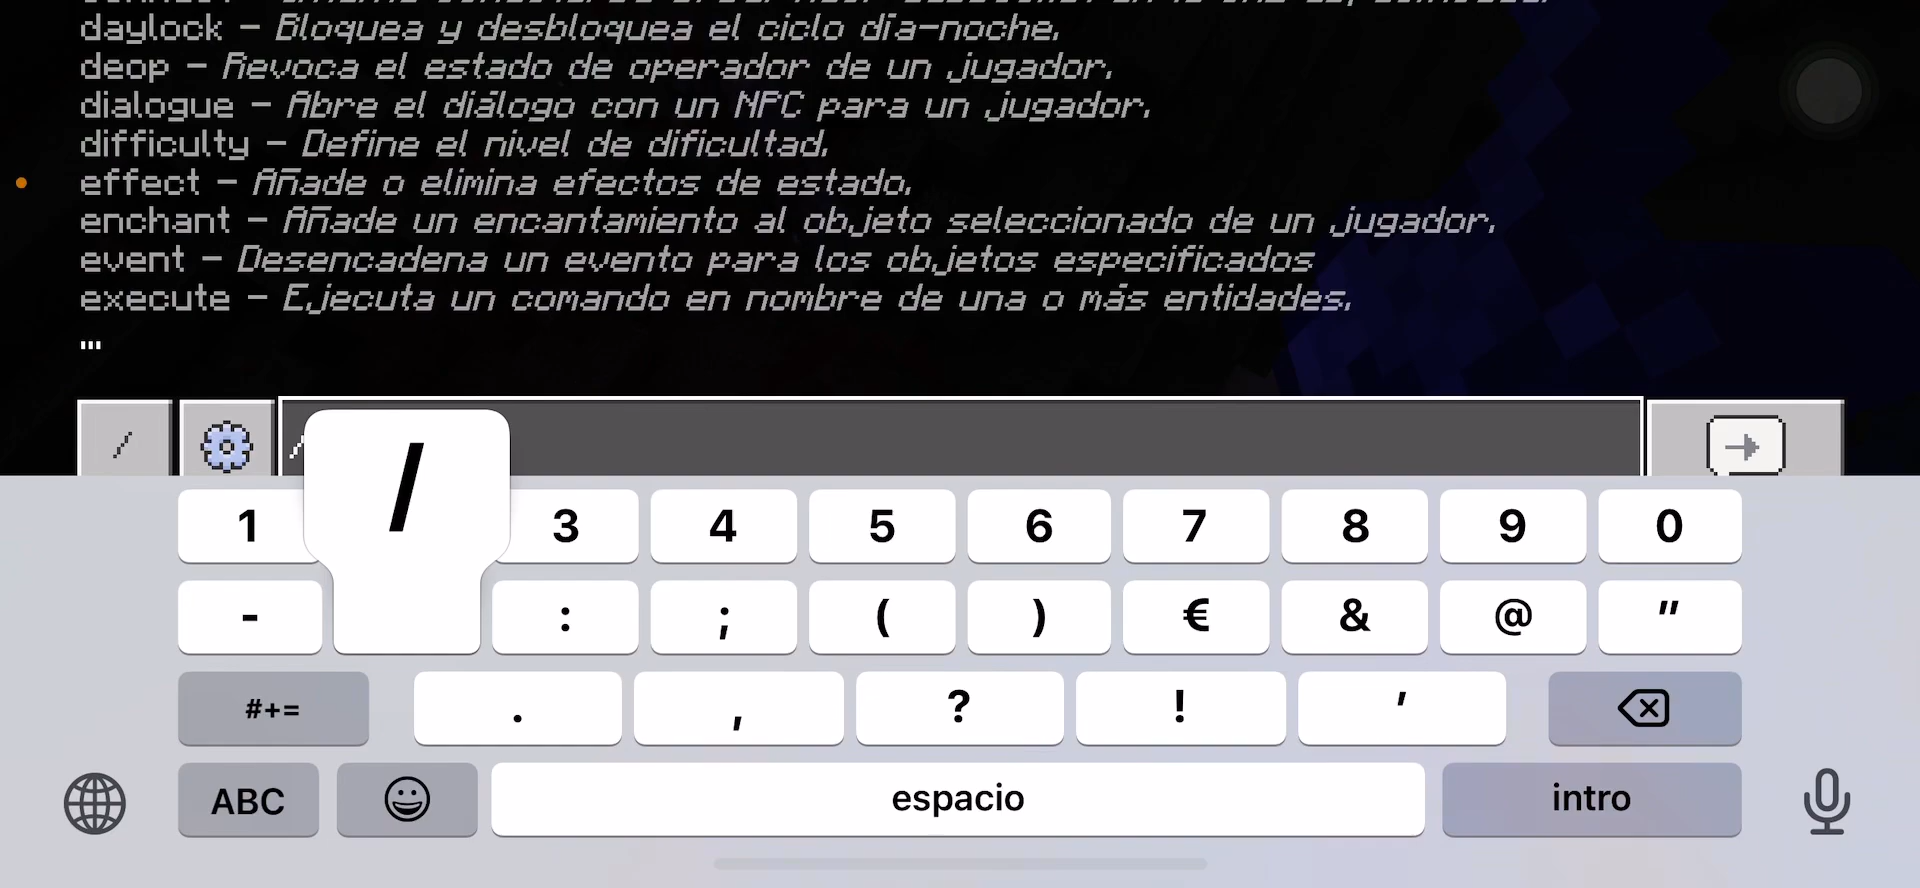 daylock – Bloquea y desbloquea el ciclo día-noche.
deop – Revoca el estado de operador de un jugador.
dialogue – Abre el diálogo con un NPC para un jugador.
difficulty – Define el nivel de dificultad.
effect – Añade o elimina efectos de estado.
enchant – Añade un encantamiento al objeto seleccionado de un jugador.
event – Desencadena un evento para los objetos especificados
execute – Ejecuta un comando en nombre de una o más entidades.
...
/ /
/
1 3 4 5 6 7 8 9 0
- : ; ( ) € & @ "
#+= . , ? ! '
ABC espacio intro